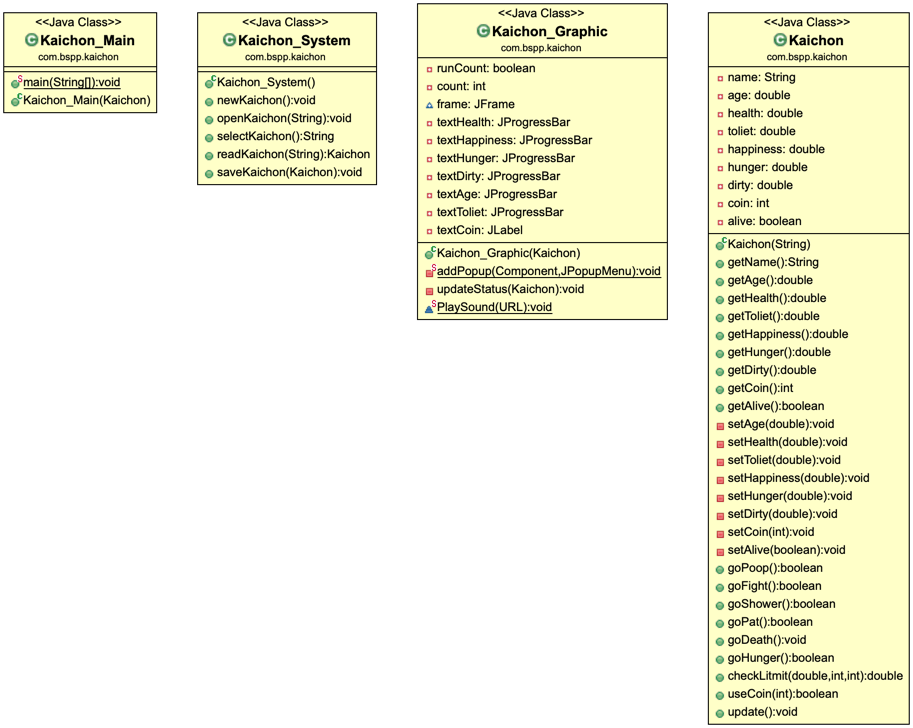 <<Java Class>>
Kaichon_Main
com.bspp.kaichon
main(String[]):void
Kaichon_Main(Kaichon)
<<Java Class>>
Kaichon_System
com.bspp.kaichon
Kaichon_System()
newKaichon():void
openKaichon(String):void
selectKaichon():String
readKaichon(String):Kaichon
saveKaichon(Kaichon):void
<<Java Class>>
Kaichon_Graphic
com.bspp.kaichon
runCount: boolean
count: int
frame: JFrame
textHealth: JProgressBar
textHappiness: JProgressBar
textHunger: JProgressBar
textDirty: JProgressBar
textAge: JProgressBar
textToliet: JProgressBar
textCoin: JLabel
Kaichon_Graphic(Kaichon)
addPopup(Component,JPopupMenu):void
updateStatus(Kaichon):void
PlaySound(URL):void
<<Java Class>>
Kaichon
com.bspp.kaichon
name: String
age: double
health: double
toliet: double
happiness: double
hunger: double
dirty: double
coin: int
alive: boolean
Kaichon(String)
getName():String
getAge():double
getHealth():double
getToliet():double
getHappiness():double
getHunger():double
getDirty():double
getCoin():int
getAlive():boolean
setAge(double):void
setHealth(double):void
setToliet(double):void
setHappiness(double):void
setHunger(double):void
setDirty(double):void
setCoin(int):void
setAlive(boolean):void
goPoop():boolean
goFight():boolean
goShower():boolean
goPat():boolean
goDeath():void
goHunger():boolean
checkLitmit(double,int,int):double
useCoin(int):boolean
update():void